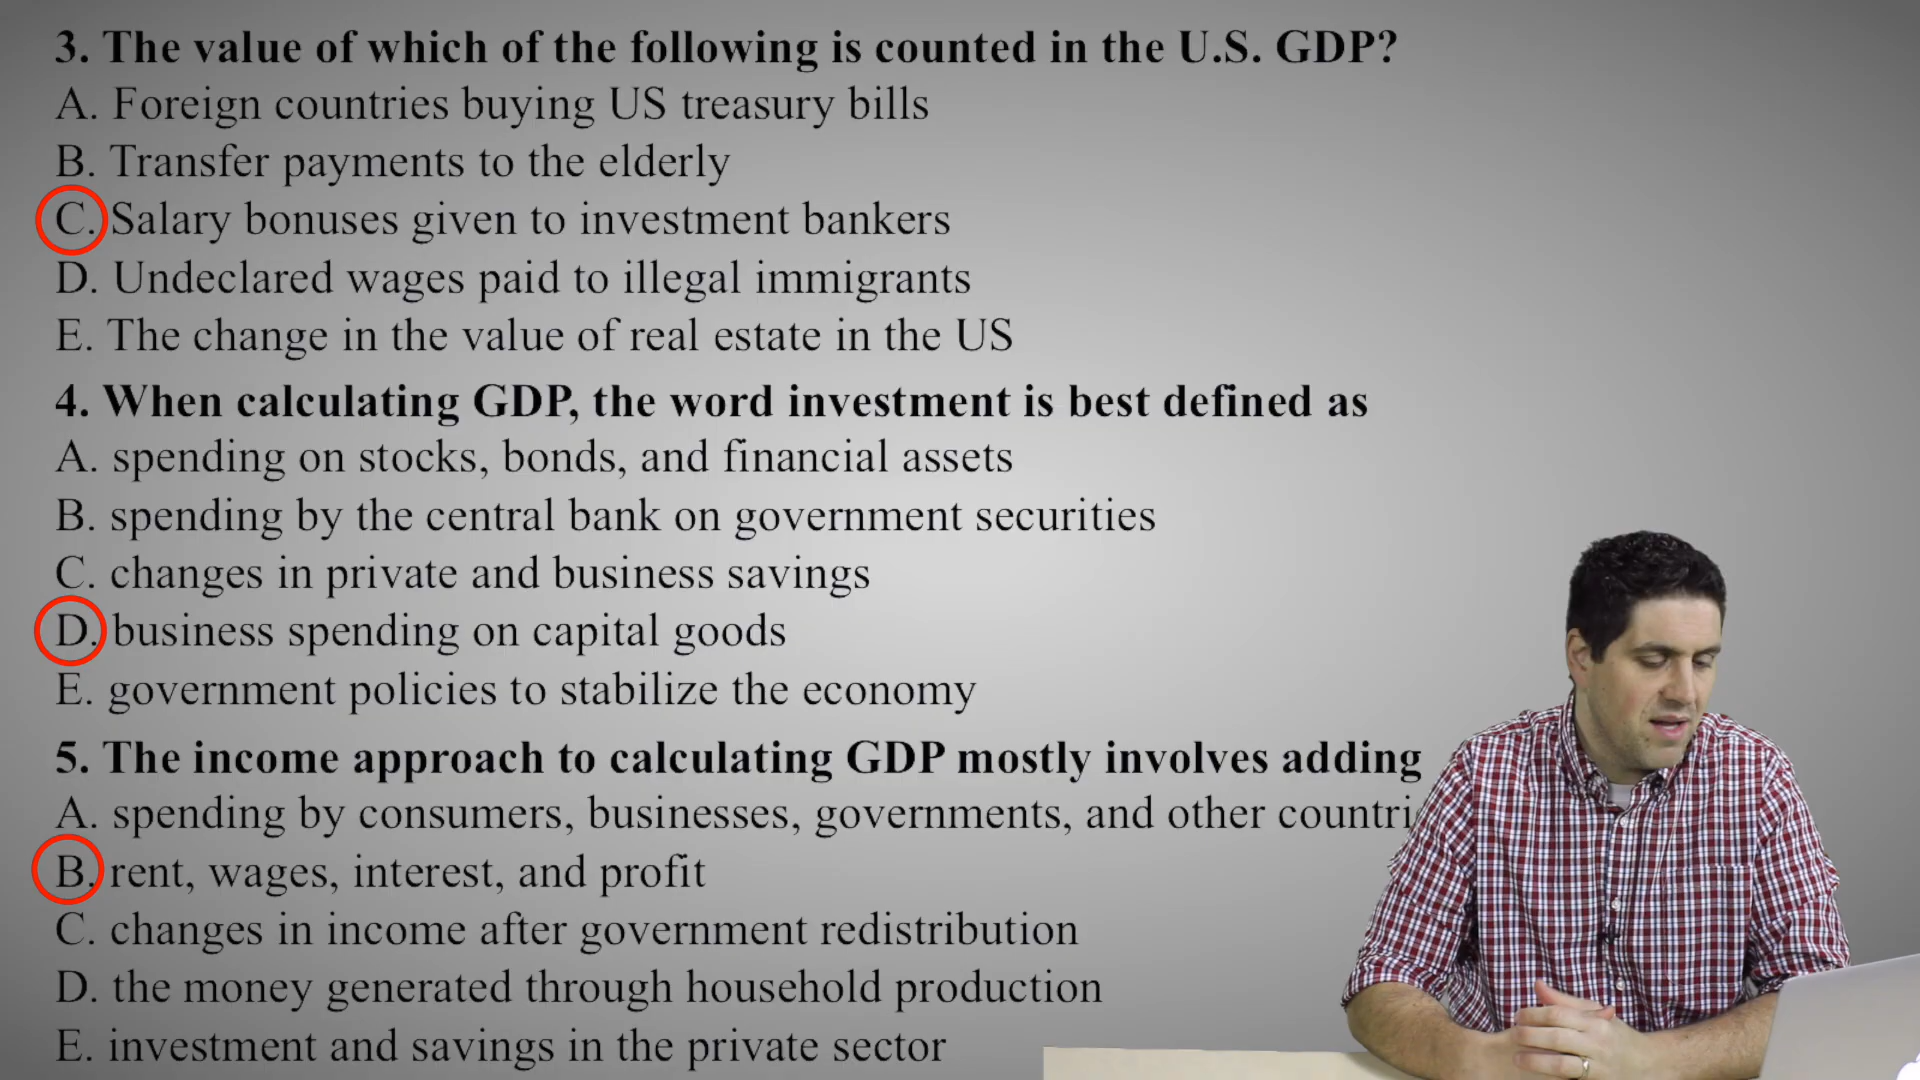 3. The value of which of the following is counted in the U.S. GDP?
A. Foreign countries buying US treasury bills
B. Transfer payments to the elderly
C. Salary bonuses given to investment bankers
D. Undeclared wages paid to illegal immigrants
E. The change in the value of real estate in the US
4. When calculating GDP, the word investment is best defined as
A. spending on stocks, bonds, and financial assets
B. spending by the central bank on government securities
C. changes in private and business savings
D. business spending on capital goods
E. government policies to stabilize the economy
5. The income approach to calculating GDP mostly involves adding
A. spending by consumers, businesses, governments, and other
B. rent, wages, interest, and profit
C. changes in income after government redistribution
D. the money generated through household production
E. investment and savings in the private sector